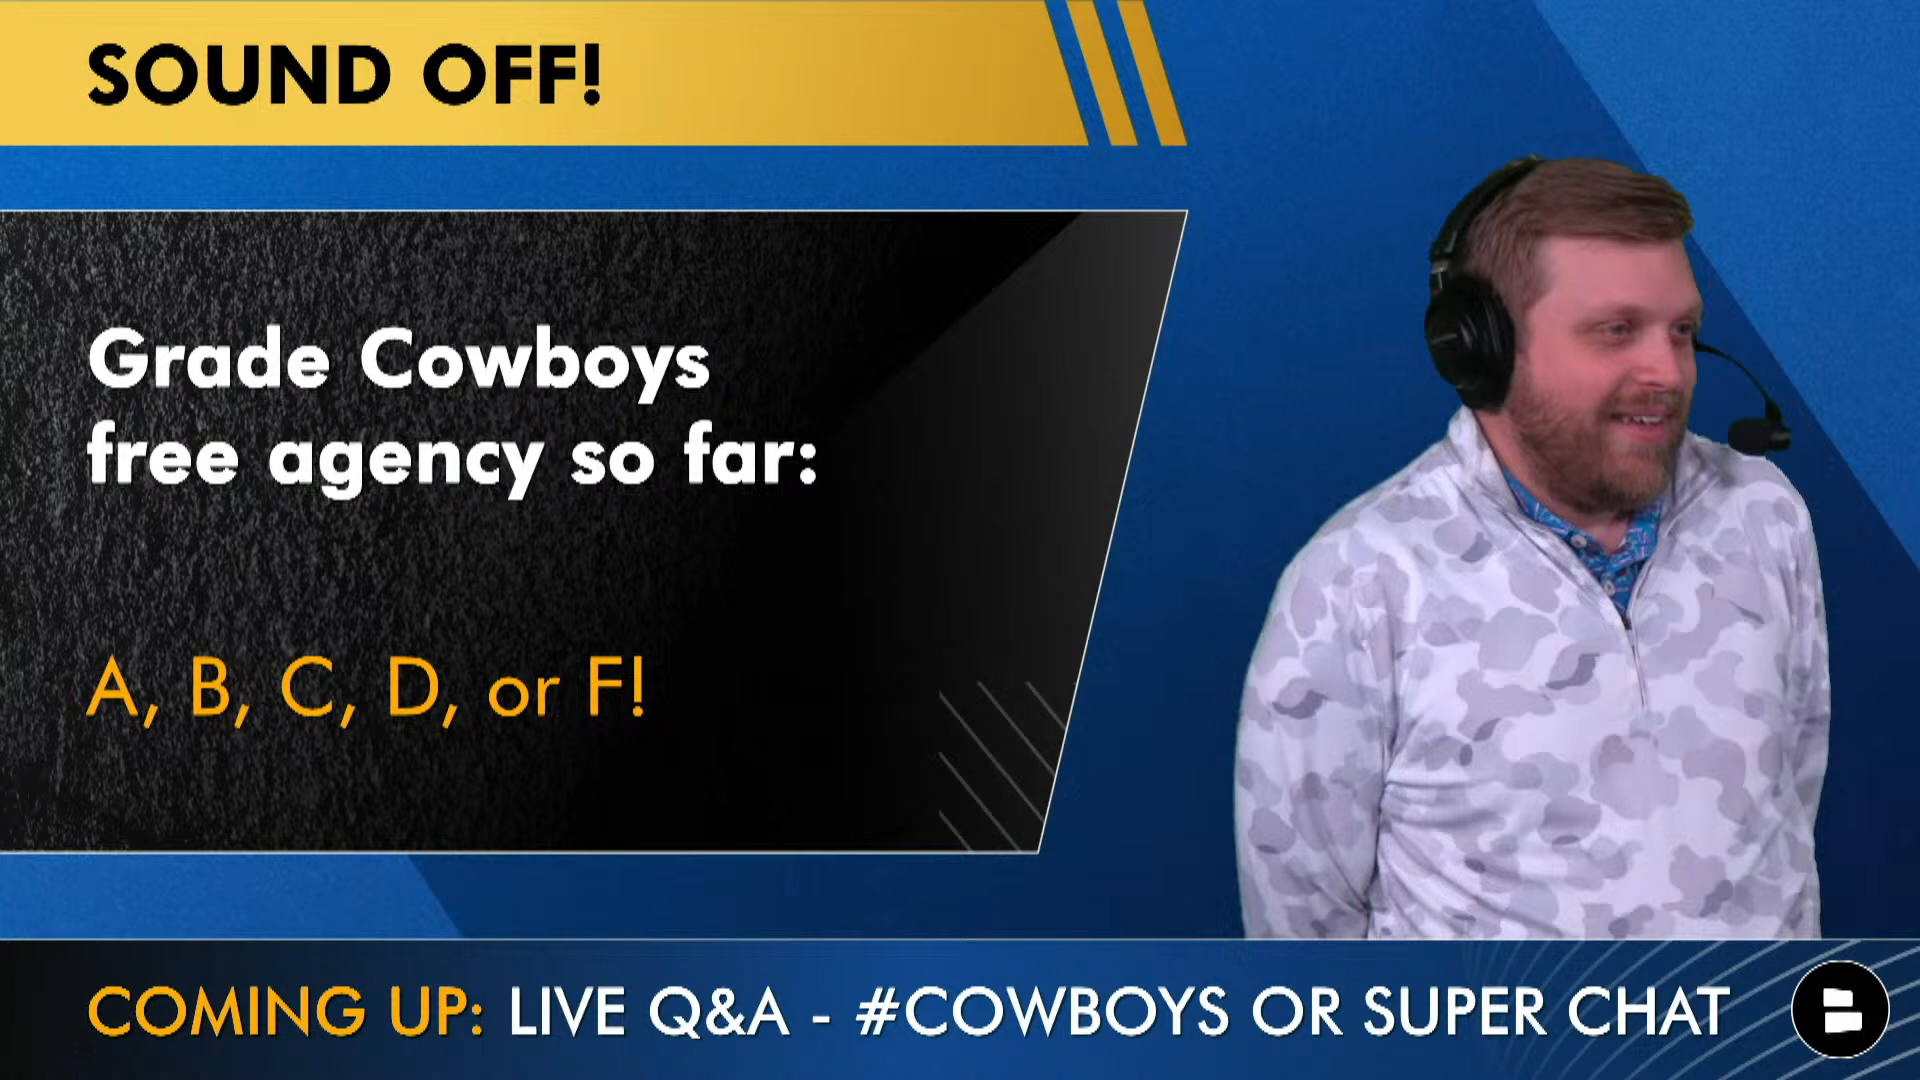 SOUND OFF!
Grade Cowboys
free agency so far:
A, B, C, D, or F!
COMING UP: LIVE Q&A - #COWBOYS OR SUPER CHAT